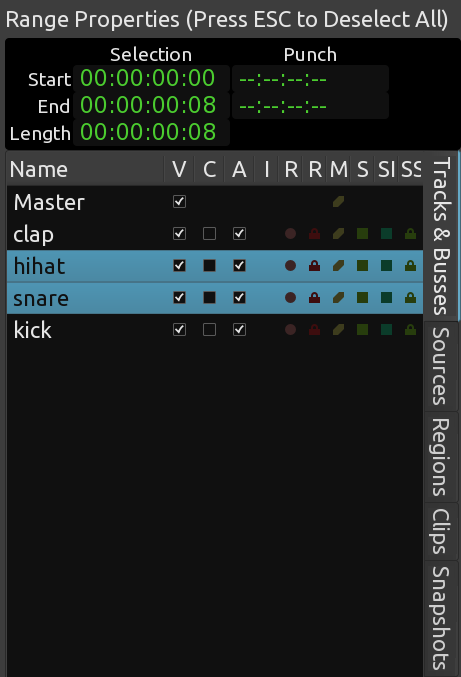 Range Properties (Press ESC to Deselect All)
Selection Punch
Start 00:00:00:00 --:--:--:--
End 00:00:00:08 --:--:--:--
Length 00:00:00:08
Name V C A I R R M S SI SS
Master
clap
hihat
snare
kick
Tracks & Busses
Sources
Regions
Clips
Snapshots